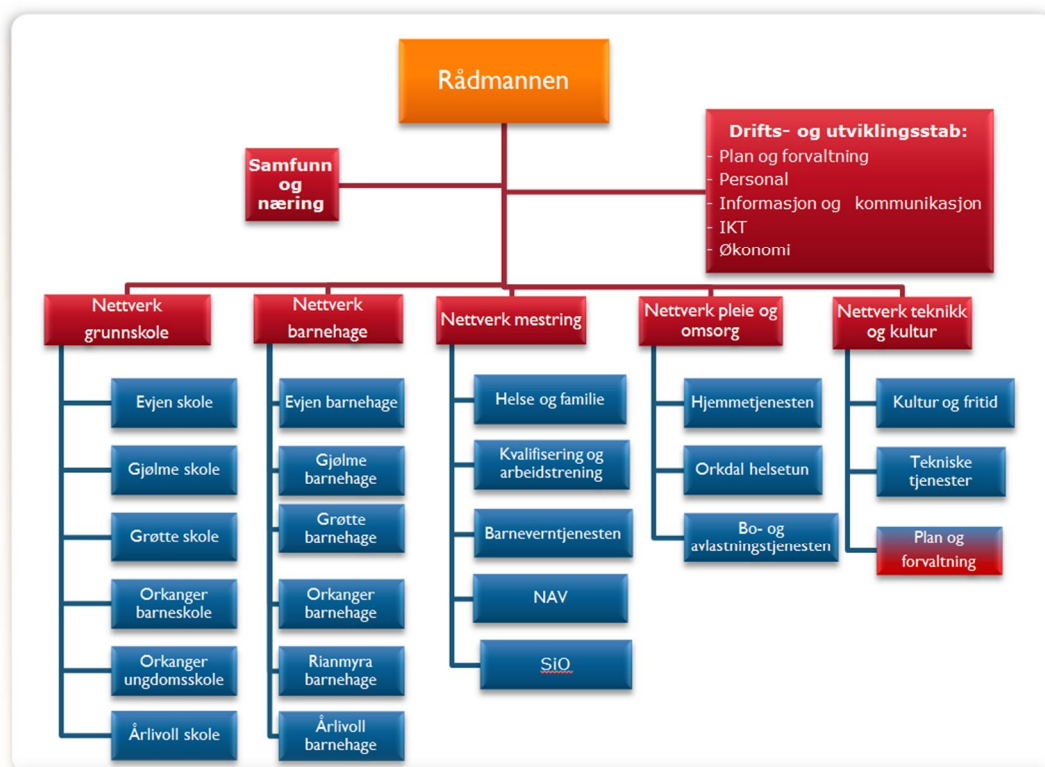 Rådmannen
Samfunn
og
næring
Drifts- og utviklingsstab:
- Plan og forvaltning
- Personal
- Informasjon og kommunikasjon
- IKT
- Økonomi
Nettverk
grunnskole
Evjen skole
Gjølme skole
Grøtte skole
Orkanger
barneskole
Orkanger
ungdomsskole
Årlivoll skole
Nettverk
barnehage
Evjen barnehage
Gjølme
barnehage
Grøtte
barnehage
Orkanger
barnehage
Rianmyra
barnehage
Årlivoll
barnehage
Nettverk mestring
Helse og familie
Kvalifisering og
arbeidstrening
Barneverntjenesten
NAV
SiO
Nettverk pleie og
omsorg
Hjemmetjenesten
Orkdal helsetun
Bo- og
avlastningstjenesten
Nettverk teknikk
og kultur
Kultur og fritid
Tekniske
tjenester
Plan og
forvaltning